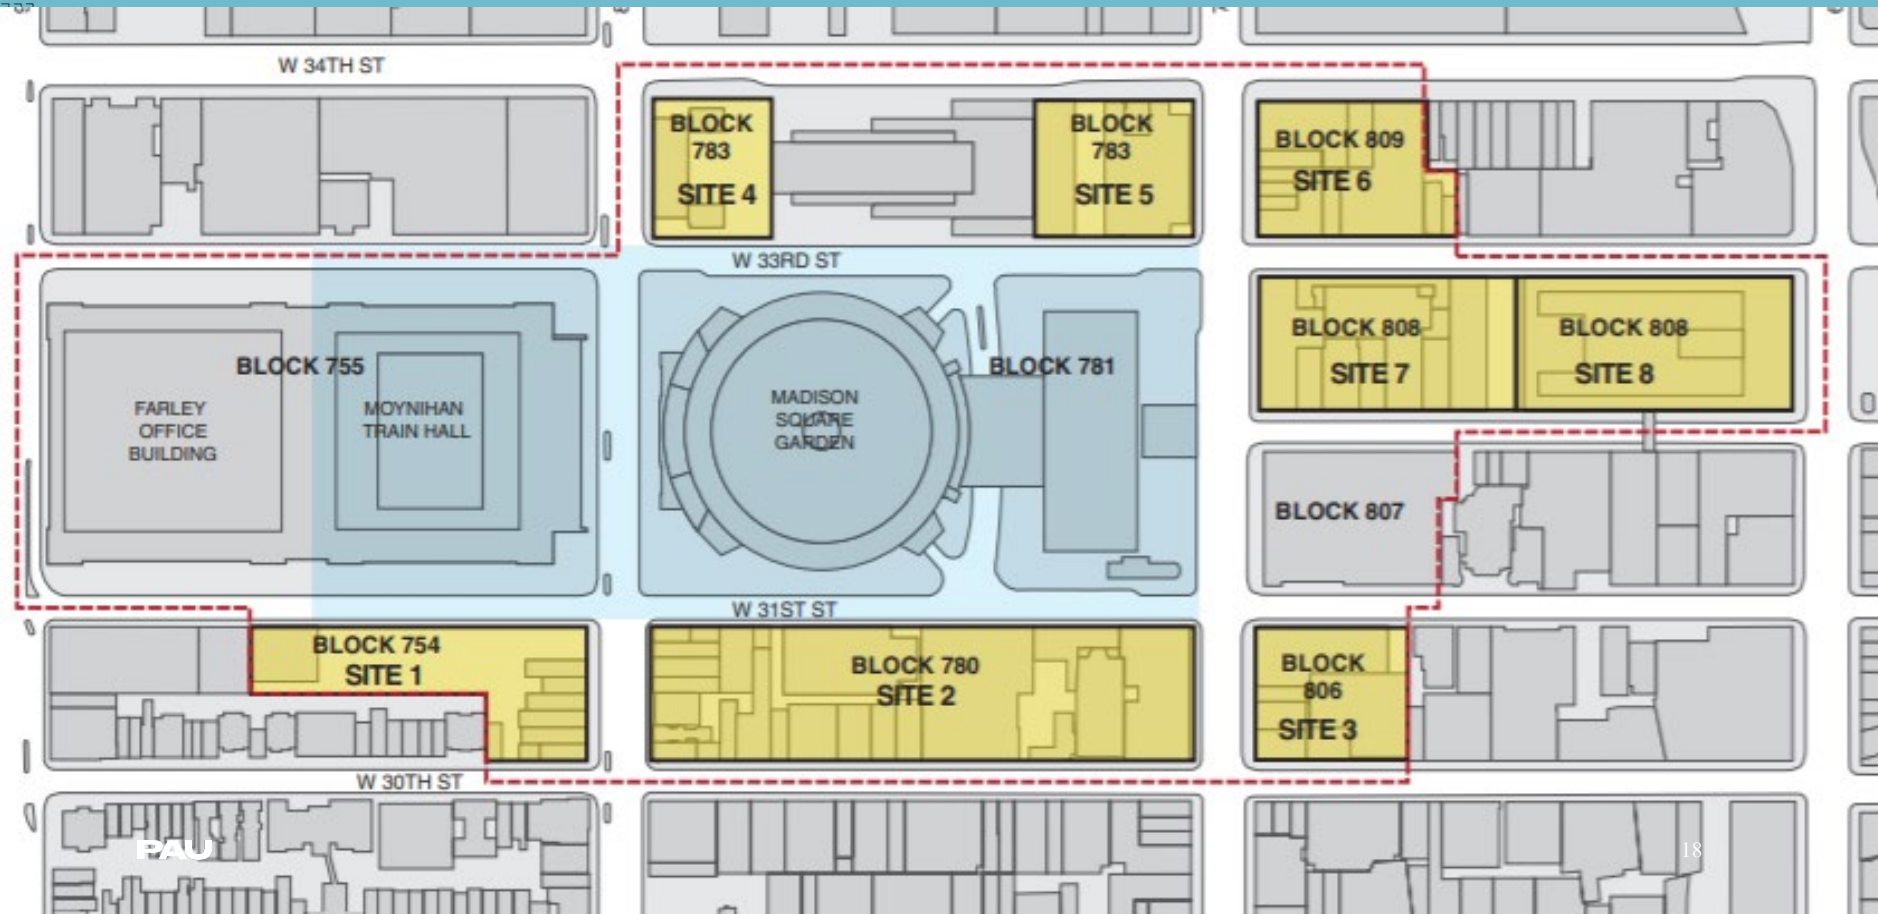 W 34TH ST
BLOCK
783
SITE 4
BLOCK
783
SITE 5
BLOCK 809
SITE 6
W 33RD ST
BLOCK 755
FARLEY
OFFICE
BUILDING
MOYNIHAN
TRAIN HALL
MADISON
SQUARE
GARDEN
BLOCK 781
BLOCK 808
SITE 7
BLOCK 808
SITE 8
BLOCK 807
W 31ST ST
BLOCK 754
SITE 1
BLOCK 780
SITE 2
BLOCK
806
SITE 3
W 30TH ST
PAU
18